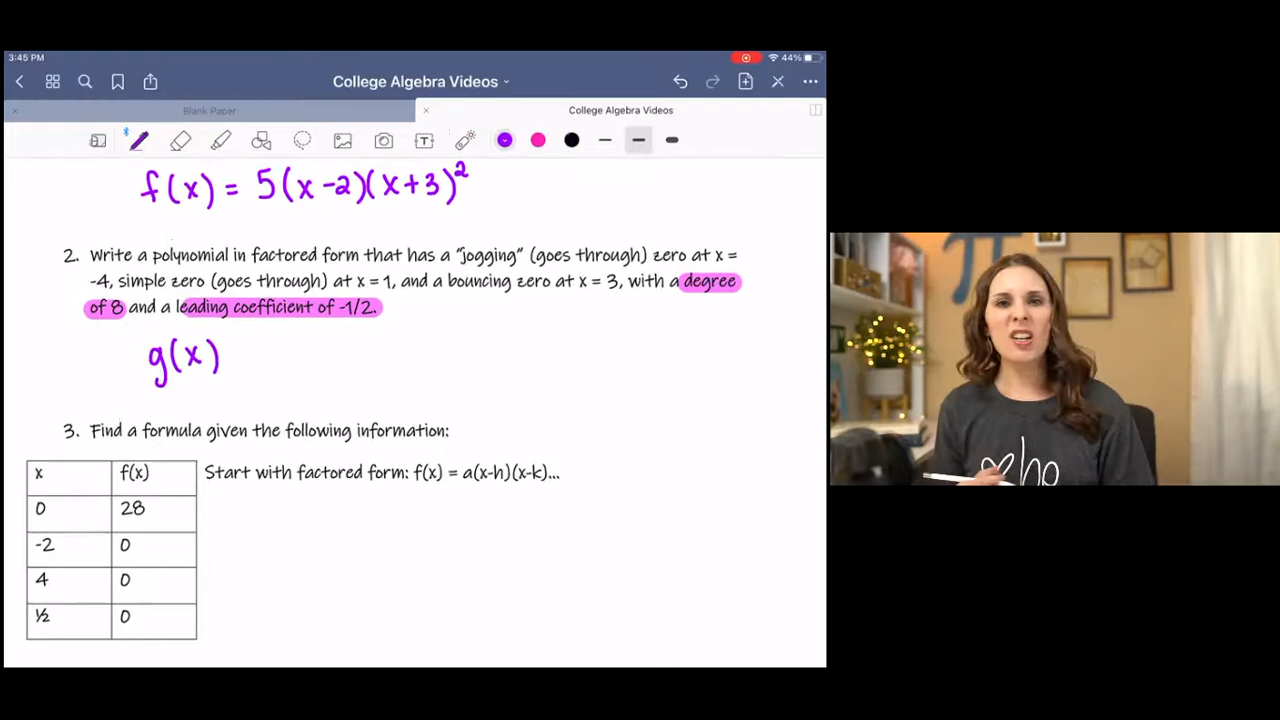 3:45 PM
44%
College Algebra Videos
Blank Paper
College Algebra Videos
f(x) = 5(x-2)(x+3)²
2. Write a polynomial in factored form that has a "jogging" (goes through) zero at x =
-4, simple zero (goes through) at x = 1, and a bouncing zero at x = 3, with a degree
of 8 and a leading coefficient of -1/2.
g(x)
3. Find a formula given the following information:
x f(x) Start with factored form: f(x) = a(x-h)(x-k)...
0 28
-2 0
4 0
½ 0